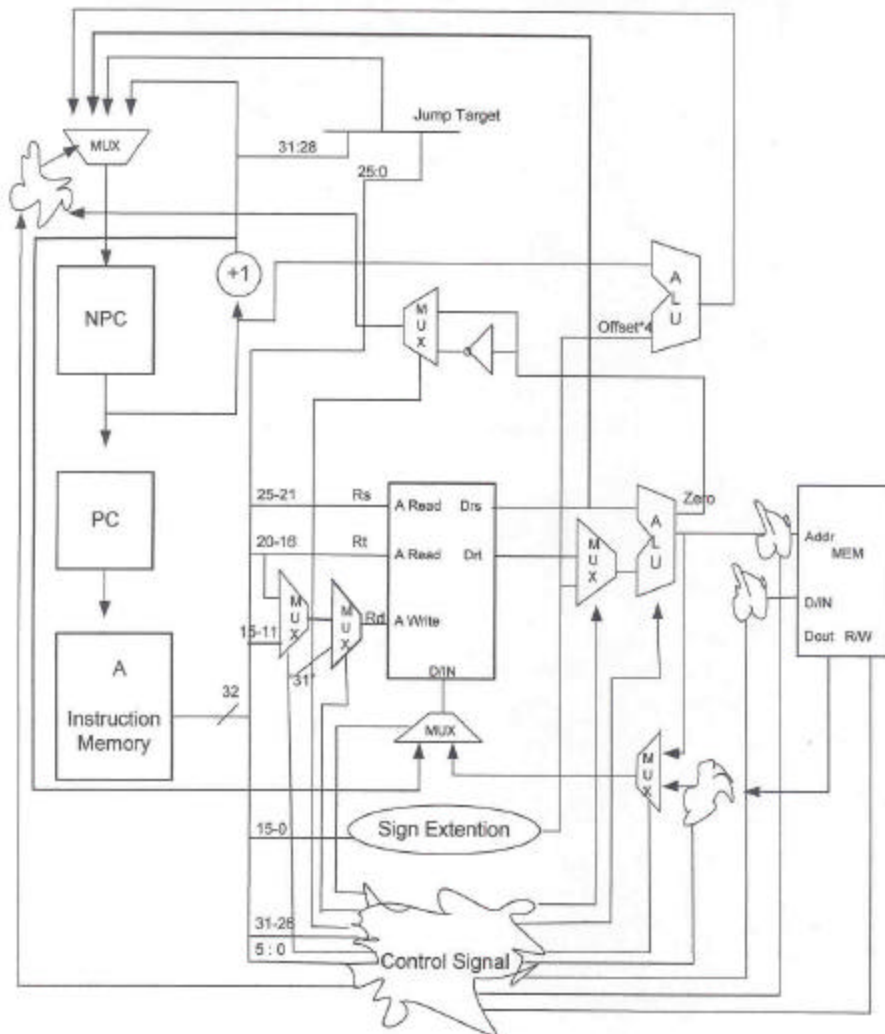 Jump Target
MUX
31:28
25:0
+1
NPC
MUX
ALU
Offset*4
PC
25-21
Rs
A Read
Drs
ALU
Zero
20-16
Rt
A Read
Drt
MUX
Addr
MEM
MUX
MUX
Rd
A Write
D/IN
15-11
31'
D/IN
Dout
R/W
A
Instruction
Memory
32
MUX
MUX
15-0
Sign Extention
31-26
5 : 0
Control Signal